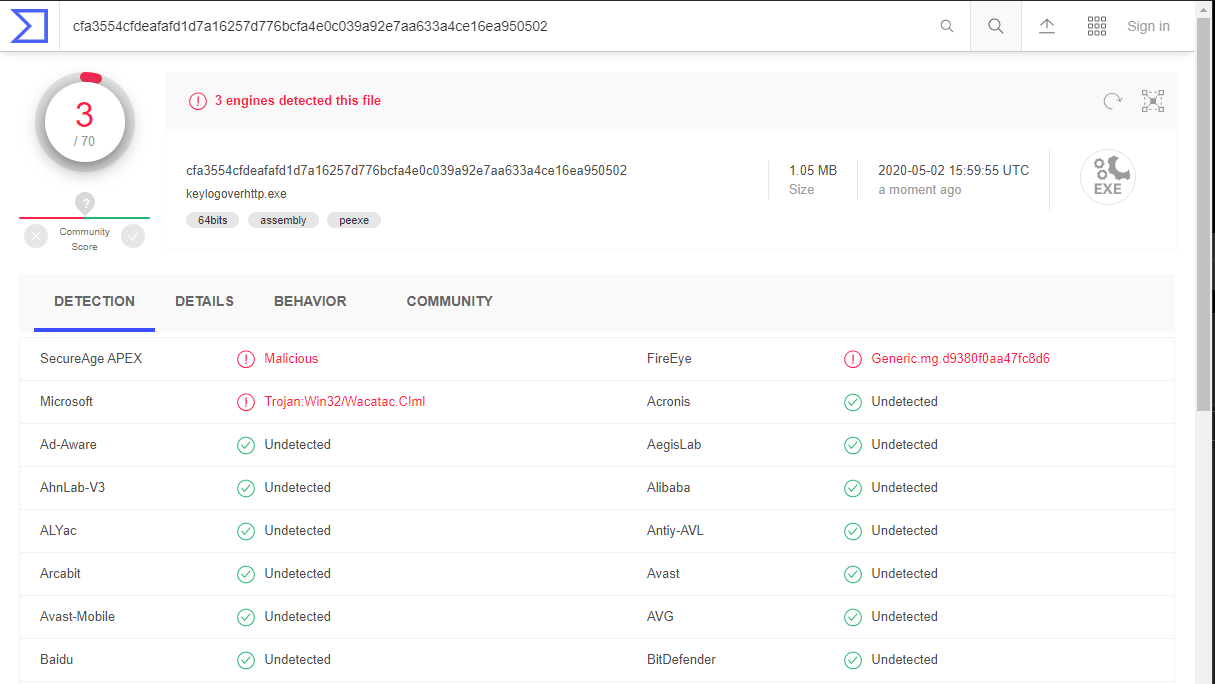 cfa3554cfdeafafd1d7a16257d776bcfa4e0c039a92e7aa633a4ce16ea950502 Sign in
3 engines detected this file
3
/ 70
cfa3554cfdeafafd1d7a16257d776bcfa4e0c039a92e7aa633a4ce16ea950502
keylogoverhttp.exe
64bits assembly peexe
1.05 MB
Size
2020-05-02 15:59:55 UTC
a moment ago
EXE
?
Community
Score
DETECTION DETAILS BEHAVIOR COMMUNITY
SecureAge APEX Malicious FireEye Generic.mg.d9380f0aa47fc8d6
Microsoft Trojan:Win32/Wacatac.C!ml Acronis Undetected
Ad-Aware Undetected AegisLab Undetected
AhnLab-V3 Undetected Alibaba Undetected
ALYac Undetected Antiy-AVL Undetected
Arcabit Undetected Avast Undetected
Avast-Mobile Undetected AVG Undetected
Baidu Undetected BitDefender Undetected